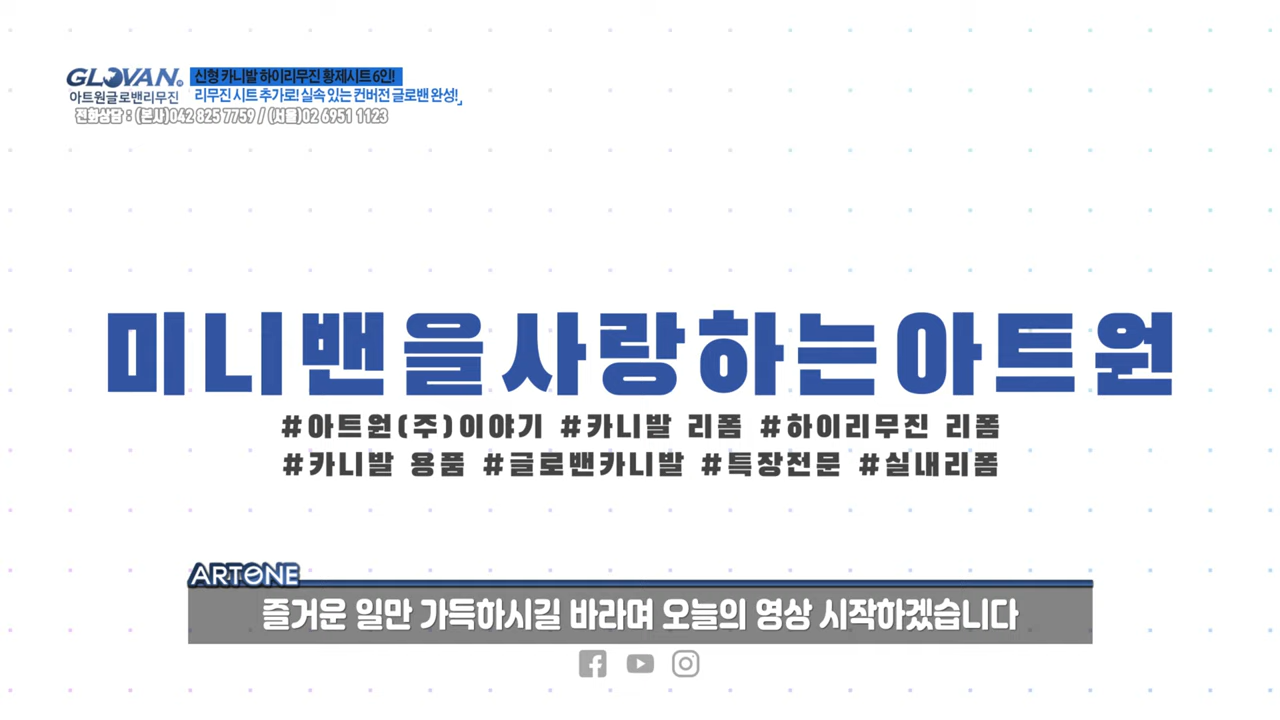 GLOVAN
아트원글로밴리무진
신형 카니발 하이리무진 황제시트 6인!
리무진 시트 추가로! 실속 있는 컨버전 글로밴 완성!
전화상담 : (본사)042 825 7759 / (서울)02 6951 1123
미니밴을사랑하는아트원
#아트원(주)이야기 #카니발 리폼 #하이리무진 리폼
#카니발 용품 #글로밴카니발 #특장전문 #실내리폼
ARTONE
즐거운 일만 가득하시길 바라며 오늘의 영상 시작하겠습니다